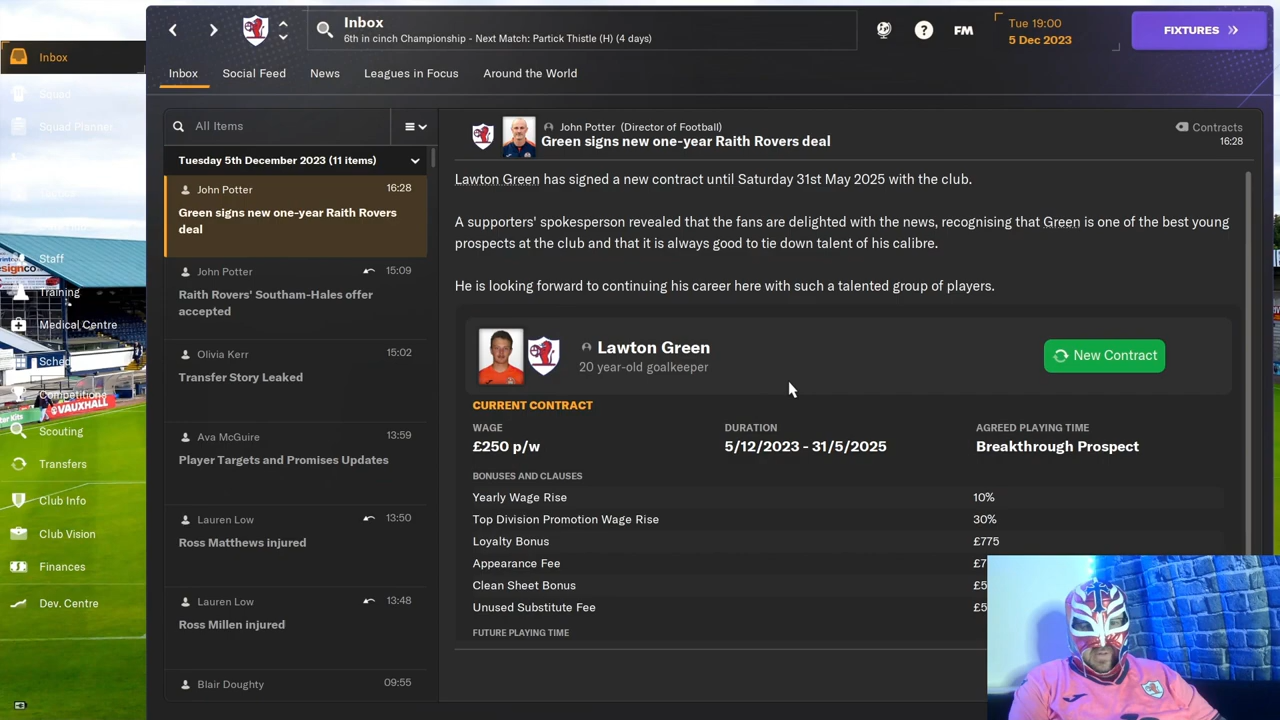 Inbox
6th in cinch Championship - Next Match: Partick Thistle (H) (4 days)
?
FM
Tue 19:00
5 Dec 2023
FIXTURES
Inbox
Social Feed
News
Leagues in Focus
Around the World
Inbox
Squad
Squad Planner
Staff
Training
Medical Centre
Sched
Competitions
Scouting
Transfers
Club Info
Club Vision
Finances
Dev. Centre
VAUXHALL
All Items
Tuesday 5th December 2023 (11 items)
John Potter 16:28
Green signs new one-year Raith Rovers
deal
John Potter 15:09
Raith Rovers' Southam-Hales offer
accepted
Olivia Kerr 15:02
Transfer Story Leaked
Ava McGuire 13:59
Player Targets and Promises Updates
Lauren Low 13:50
Ross Matthews injured
Lauren Low 13:48
Ross Millen injured
Blair Doughty 09:55
John Potter (Director of Football)
Green signs new one-year Raith Rovers deal
Contracts
16:28
Lawton Green has signed a new contract until Saturday 31st May 2025 with the club.
A supporters' spokesperson revealed that the fans are delighted with the news, recognising that Green is one of the best young
prospects at the club and that it is always good to tie down talent of his calibre.
He is looking forward to continuing his career here with such a talented group of players.
Lawton Green
20 year-old goalkeeper
New Contract
CURRENT CONTRACT
WAGE DURATION AGREED PLAYING TIME
£250 p/w 5/12/2023 - 31/5/2025 Breakthrough Prospect
BONUSES AND CLAUSES
Yearly Wage Rise 10%
Top Division Promotion Wage Rise 30%
Loyalty Bonus £775
Appearance Fee £7
Clean Sheet Bonus £5
Unused Substitute Fee £5
FUTURE PLAYING TIME